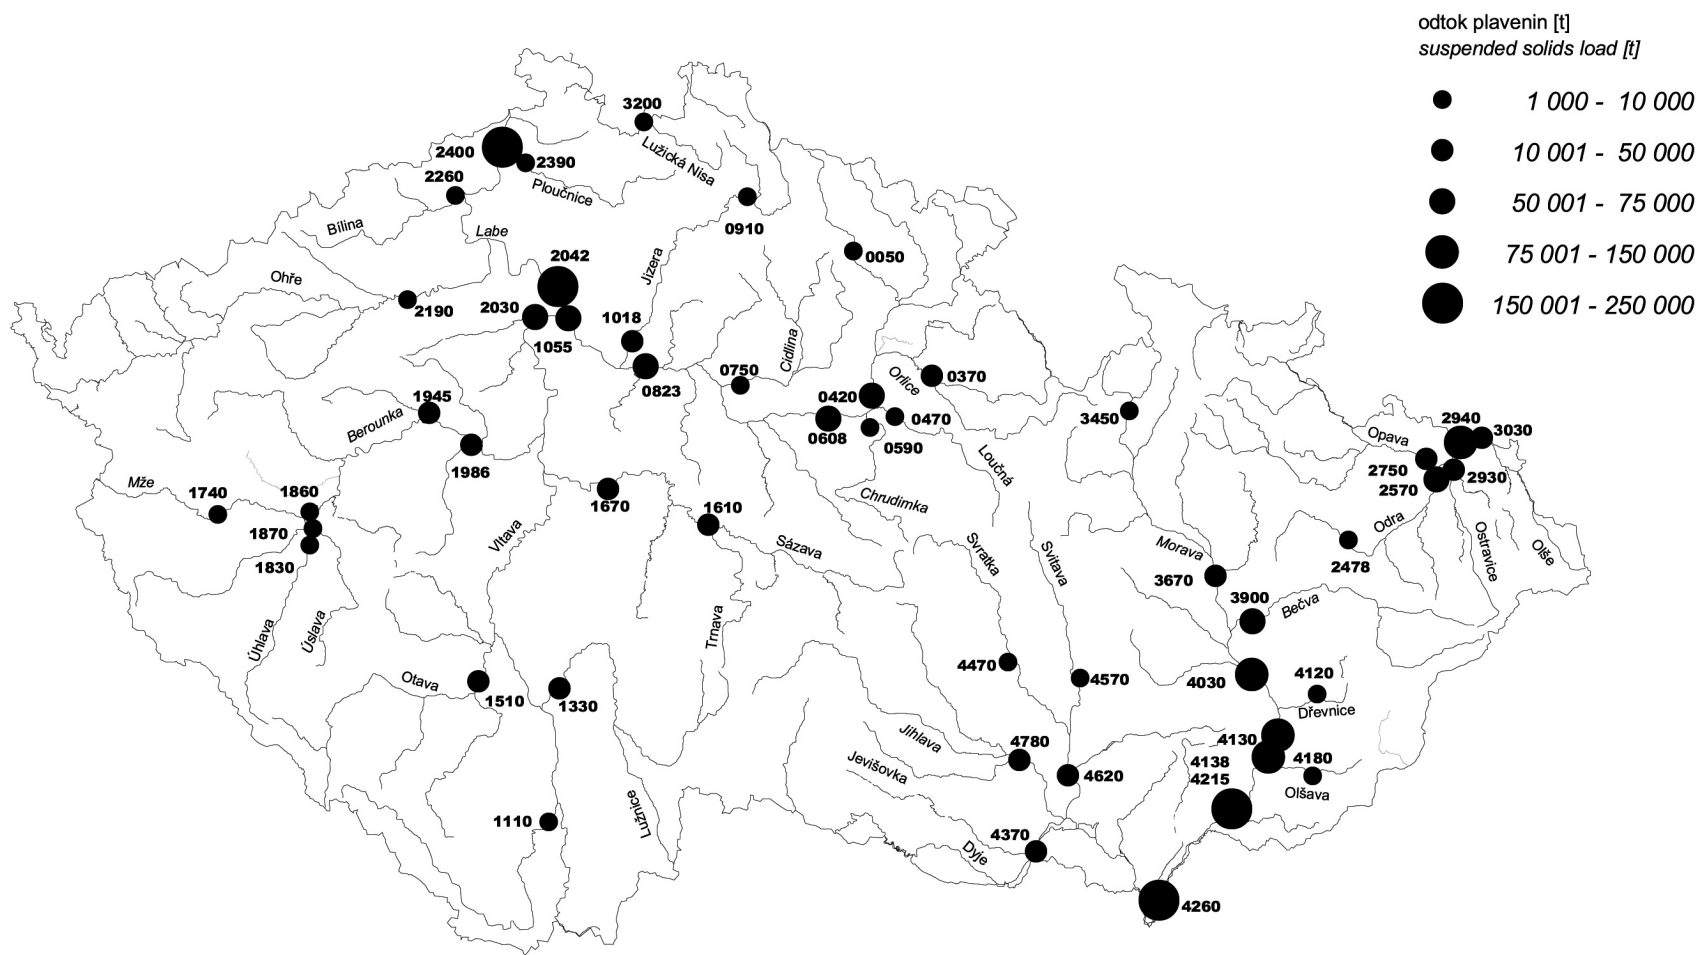 odtok plavenin [t]
suspended solids load [t]
1 000 - 10 000
10 001 - 50 000
50 001 - 75 000
75 001 - 150 000
150 001 - 250 000
3200
Lužická Nisa
2400
2390
Ploučnice
2260
Bílina
Labe
0910
0050
Jizera
2042
Ohře
2190
2030
1055
1018
0823
Cidlina
0750
Orlice
0370
0420
0470
0608
0590
3450
1945
Berounka
1986
Loučná
Opava
2940
3030
2750
2570
2930
Mže
1740
1860
1870
1830
1670
1610
Chrudimka
Vltava
Sázava
Svratka
Svitava
Morava
3670
Odra
2478
Ostravice
Olše
3900
Bečva
Úhlava
Úslava
Trnava
Otava
1510
1330
4470
4570
4030
4120
Dřevnice
Jihlava
4780
Jevišovka
4620
4130
4138
4180
4215
Olšava
1110
Lužnice
4370
Dyje
4260